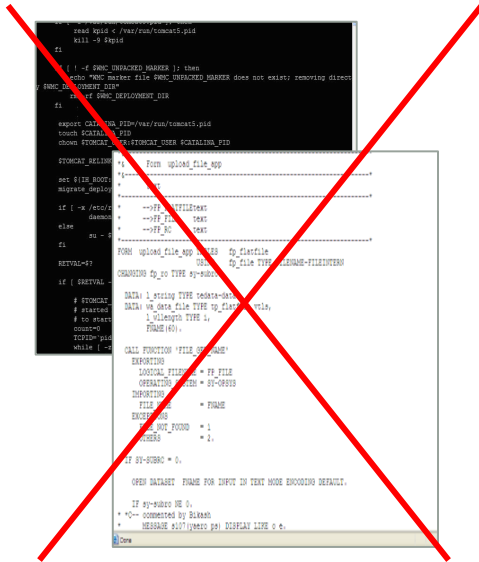 read kpid < /var/run/tomcat5.pid
kill -9 $kpid
fi
if [ ! -f $WMC_UNPACKED_MARKER ]; then
echo "WMC marker file $WMC_UNPACKED_MARKER does not exist; removing direct
y $WMC_DEPLOYMENT_DIR"
$WMC_DEPLOYMENT_DIR
fi
export CATALINA_PID=/var/run/tomcat5.pid
touch $CATALINA_PID
chown $TOMCAT_USER:$TOMCAT_USER $CATALINA_PID
$TOMCAT_RELINK
set $(IH_ROOT:
migrate_deploy
if [ -z /etc/r
daemon
else
su - $
fi
RETVAL=$?
if [ $RETVAL -
# $TOMCAT_
# started
# to start
count=0
TCPID=`pid
while [ -z
*& Form upload_file_app
*&----------------------------------------------------------------*
* text
*----------------------------------------------------------------*
* -->FP_FLATFILEtext
* -->FP_FILE text
* -->FP_RC text
*----------------------------------------------------------------*
FORM upload_file_app TABLES fp_flatfile
USING fp_file TYPE FILENAME-FILEINTERN
CHANGING fp_rc TYPE sy-subrc.
DATA: l_string TYPE tedata-data,
DATA: wa_data_file TYPE tp_flatfile_vtls,
l_wllength TYPE i,
FNAME(60).
CALL FUNCTION 'FILE_GET_NAME'
EXPORTING
LOGICAL_FILENAME = FP_FILE
OPERATING_SYSTEM = SY-OPSYS
IMPORTING
FILE_NAME = FNAME
EXCEPTIONS
FILE_NOT_FOUND = 1
OTHERS = 2.
IF SY-SUBRC = 0.
OPEN DATASET FNAME FOR INPUT IN TEXT MODE ENCODING DEFAULT.
IF sy-subrc NE 0.
* *O-- commented by Bikash
* MESSAGE s107(yaero_ps) DISPLAY LIKE o e.
Done